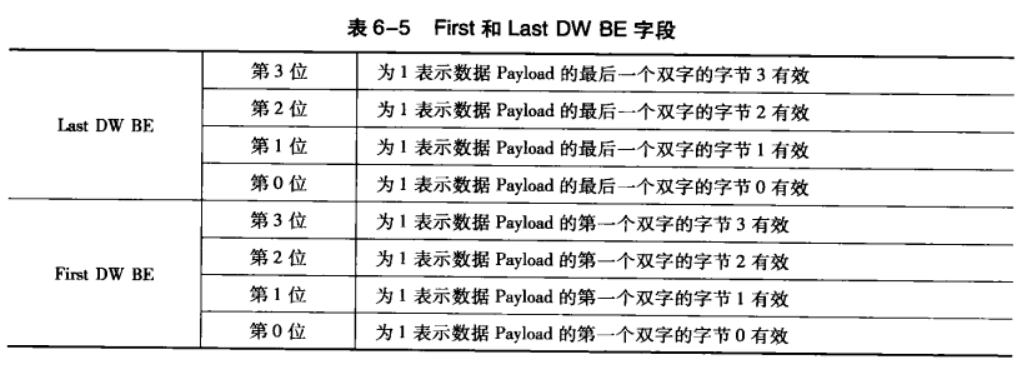 表 6-5 First 和 Last DW BE 字段
Last DW BE
第 3 位 为 1 表示数据 Payload 的最后一个双字的字节 3 有效
第 2 位 为 1 表示数据 Payload 的最后一个双字的字节 2 有效
第 1 位 为 1 表示数据 Payload 的最后一个双字的字节 1 有效
第 0 位 为 1 表示数据 Payload 的最后一个双字的字节 0 有效
First DW BE
第 3 位 为 1 表示数据 Payload 的第一个双字的字节 3 有效
第 2 位 为 1 表示数据 Payload 的第一个双字的字节 2 有效
第 1 位 为 1 表示数据 Payload 的第一个双字的字节 1 有效
第 0 位 为 1 表示数据 Payload 的第一个双字的字节 0 有效